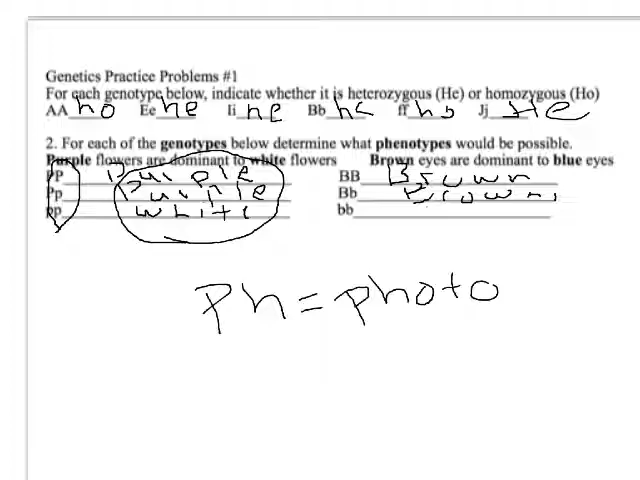 Genetics Practice Problems #1
For each genotype below, indicate whether it is heterozygous (He) or homozygous (Ho)
AA ho Ee he Ii he Bb he ff ho Jj He
2. For each of the genotypes below determine what phenotypes would be possible.
Purple flowers are dominant to white flowers Brown eyes are dominant to blue eyes
PP Purple BB Brown
Pp Purple Bb Brown
pp white bb
Ph = photo